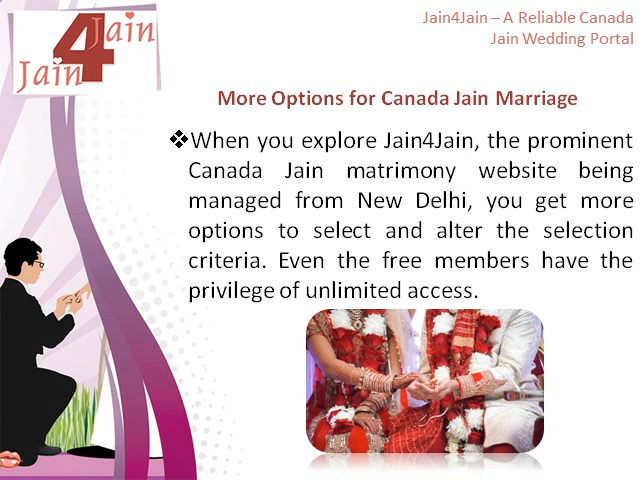 Jain4Jain – A Reliable Canada
Jain Wedding Portal
Jain 4 Jain
More Options for Canada Jain Marriage
❖When you explore Jain4Jain, the prominent
Canada Jain matrimony website being
managed from New Delhi, you get more
options to select and alter the selection
criteria. Even the free members have the
privilege of unlimited access.